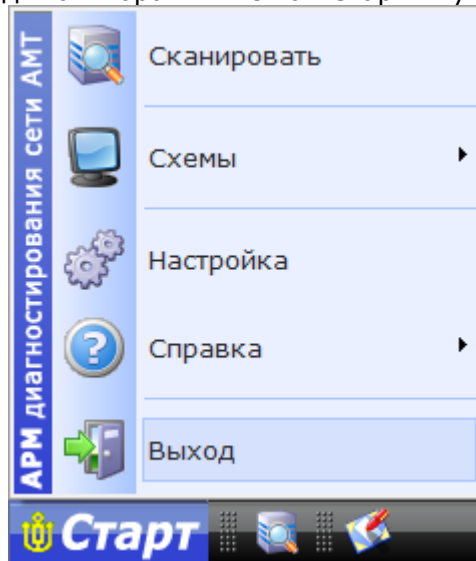 АРМ диагностирования сети АМТ
Сканировать
Схемы
Настройка
Справка
Выход
Старт